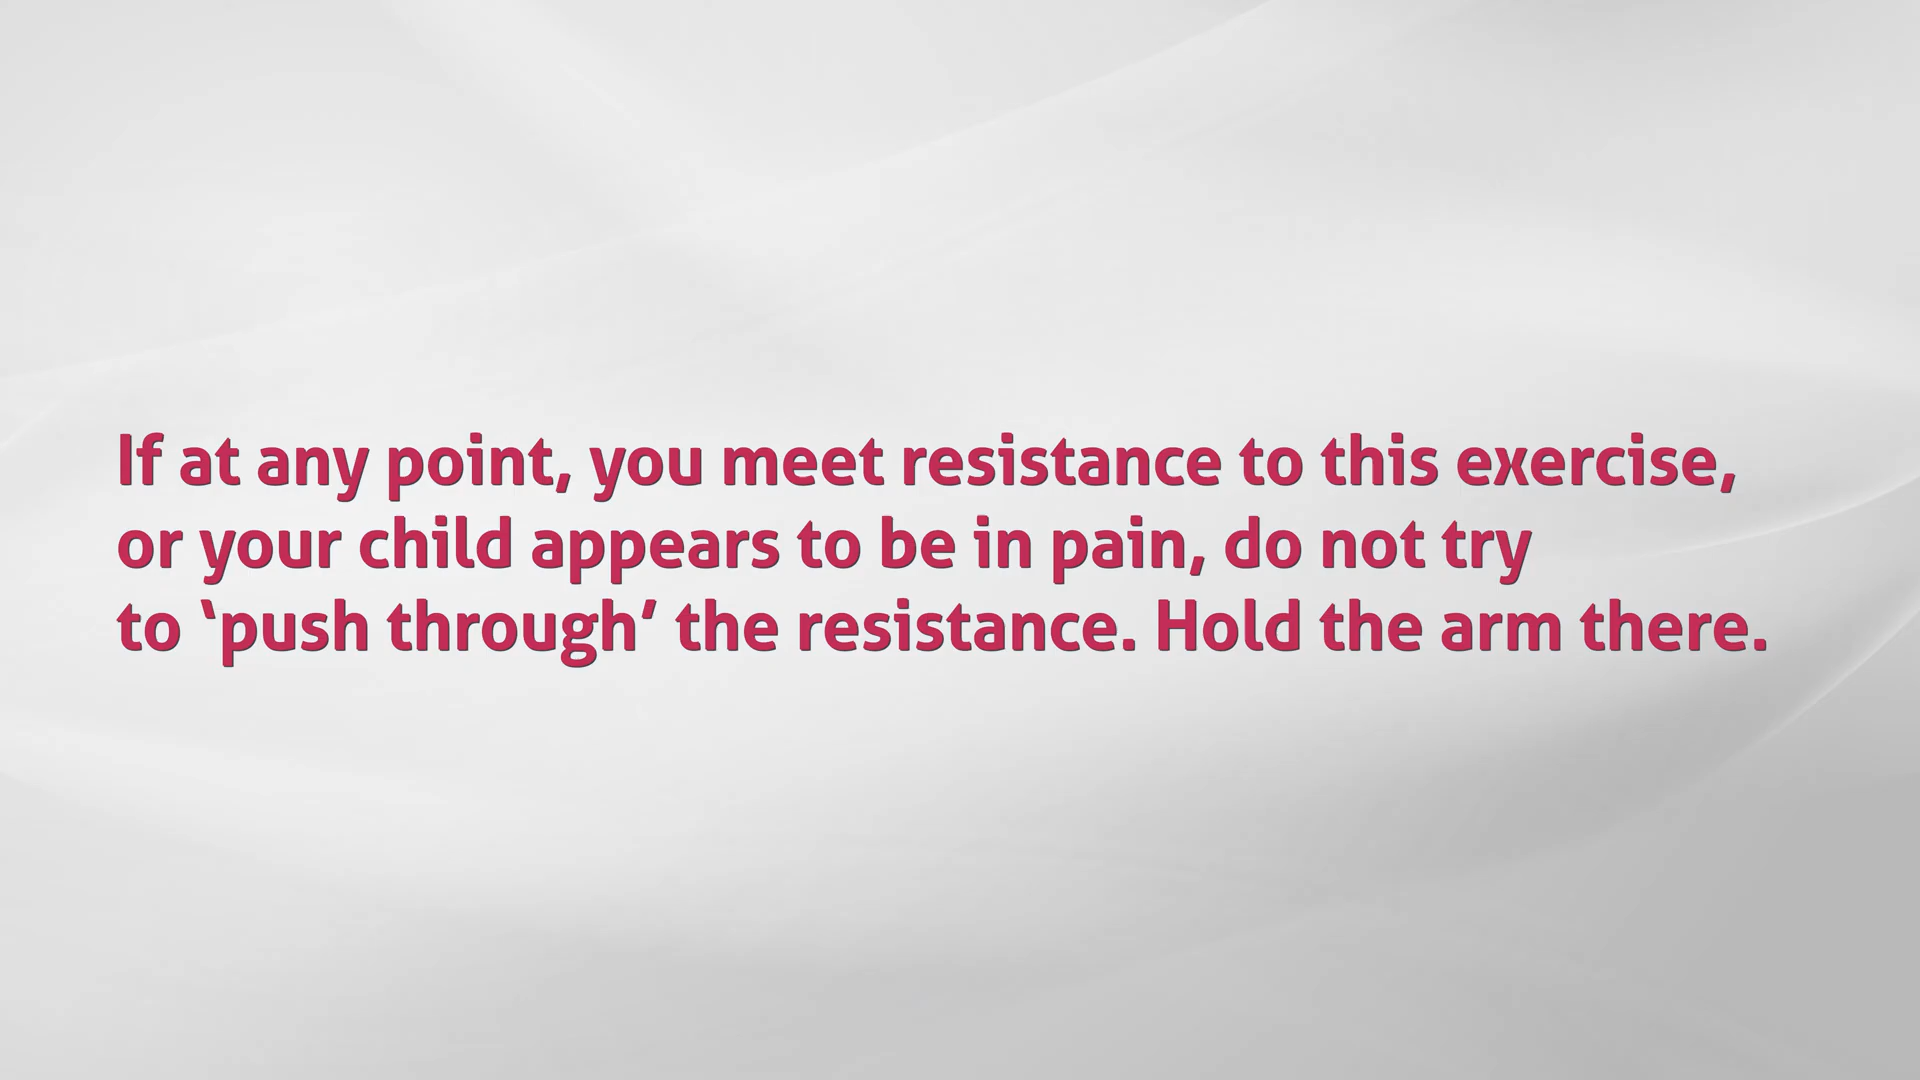 If at any point, you meet resistance to this exercise,
or your child appears to be in pain, do not try
to ‘push through’ the resistance. Hold the arm there.